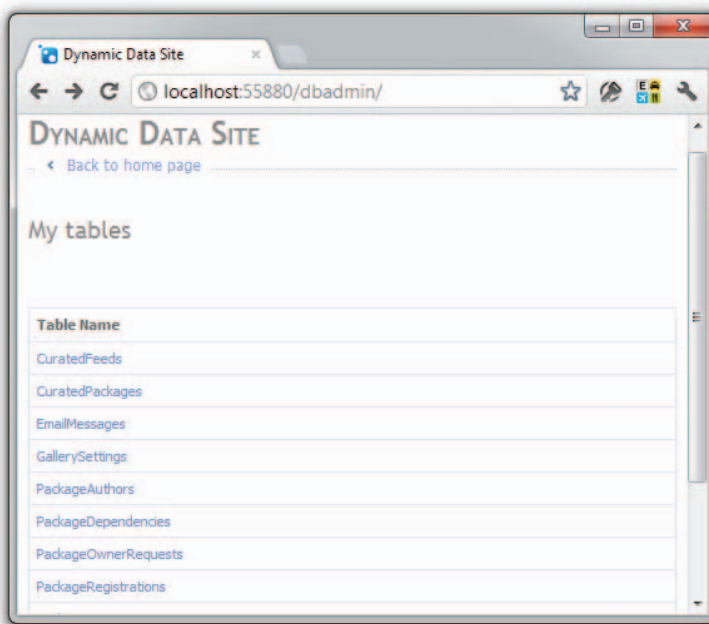 Dynamic Data Site
localhost:55880/dbadmin/
DYNAMIC DATA SITE
Back to home page
My tables
Table Name
CuratedFeeds
CuratedPackages
EmailMessages
GallerySettings
PackageAuthors
PackageDependencies
PackageOwnerRequests
PackageRegistrations